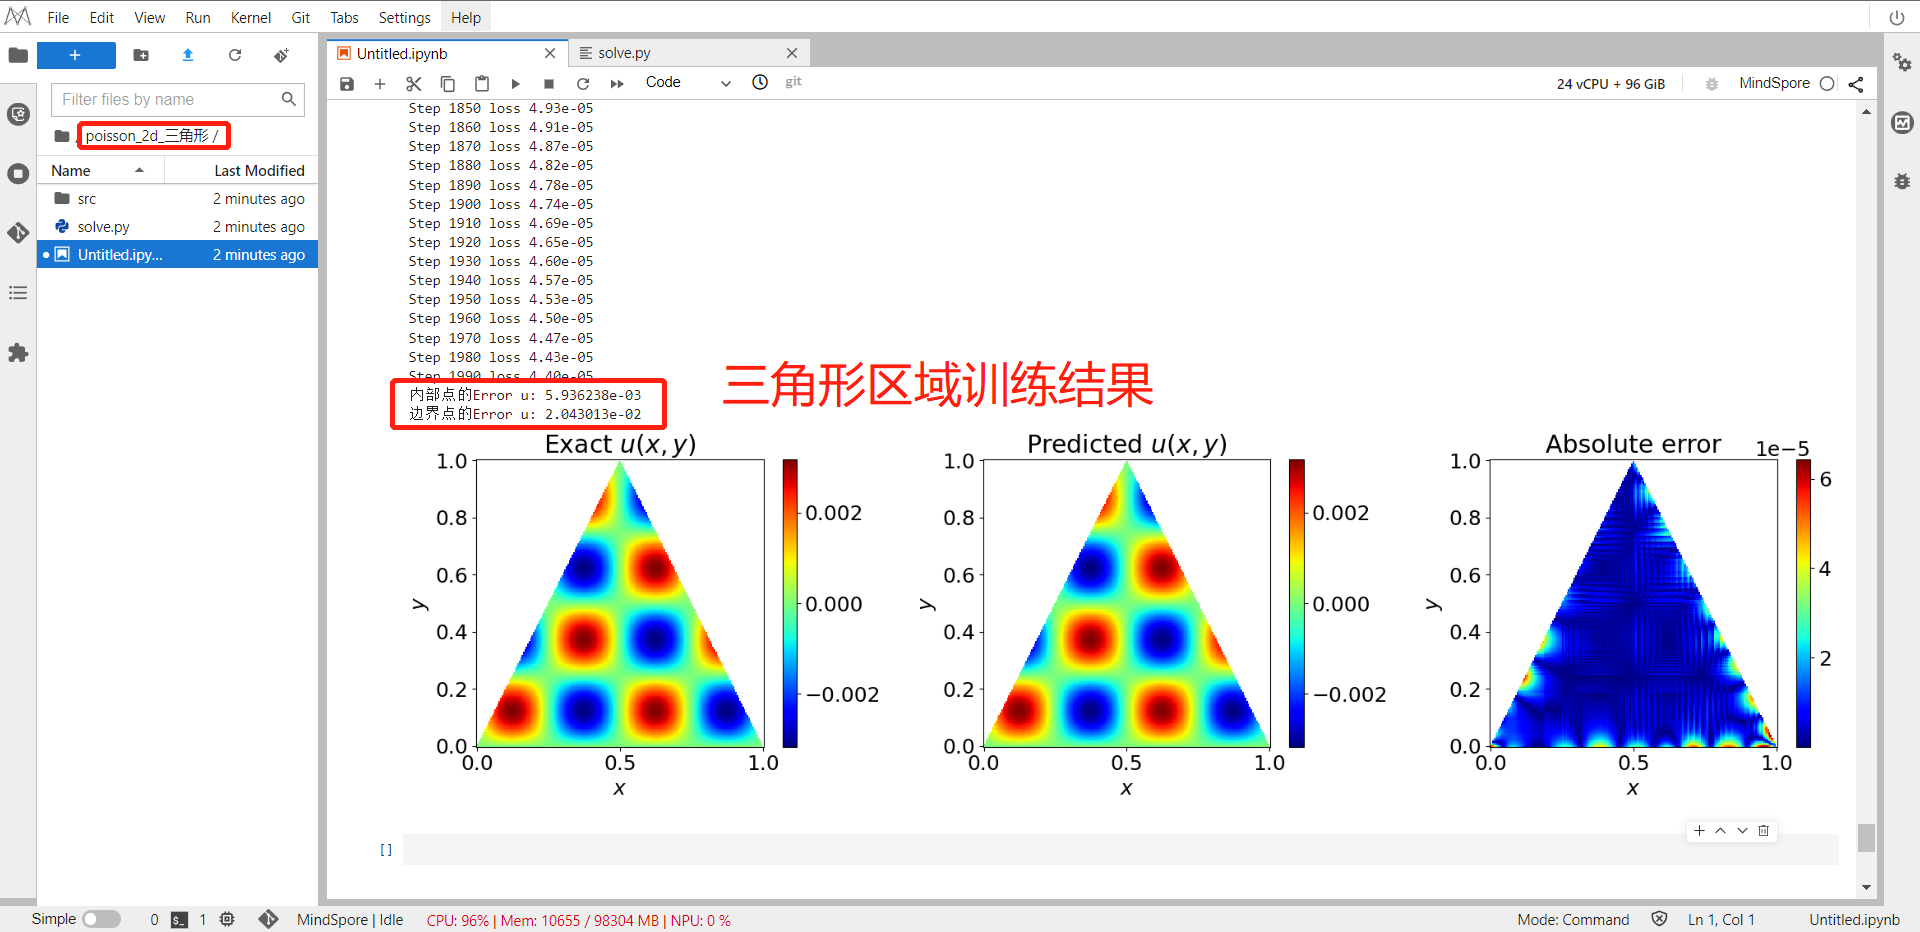 File Edit View Run Kernel Git Tabs Settings Help
Filter files by name
poisson_2d_三角形 /
Name Last Modified
src 2 minutes ago
solve.py 2 minutes ago
Untitled.ipy... 2 minutes ago
Untitled.ipynb
solve.py
Code
git
24 vCPU + 96 GiB
MindSpore
Step 1850 loss 4.93e-05
Step 1860 loss 4.91e-05
Step 1870 loss 4.87e-05
Step 1880 loss 4.82e-05
Step 1890 loss 4.78e-05
Step 1900 loss 4.74e-05
Step 1910 loss 4.69e-05
Step 1920 loss 4.65e-05
Step 1930 loss 4.60e-05
Step 1940 loss 4.57e-05
Step 1950 loss 4.53e-05
Step 1960 loss 4.50e-05
Step 1970 loss 4.47e-05
Step 1980 loss 4.43e-05
Step 1990 loss 4.40e-05
内部点的Error u: 5.936238e-03
边界点的Error u: 2.043013e-02
三角形区域训练结果
Exact u(x, y)
1.0
0.8
0.6
0.4
0.2
0.0
y
0.0 0.5 1.0
x
0.002
0.000
−0.002
Predicted u(x, y)
1.0
0.8
0.6
0.4
0.2
0.0
y
0.0 0.5 1.0
x
0.002
0.000
−0.002
Absolute error
1e−5
1.0
0.8
0.6
0.4
0.2
0.0
y
0.0 0.5 1.0
x
6
4
2
[ ]
Simple 0 1 MindSpore | Idle CPU: 96% | Mem: 10655 / 98304 MB | NPU: 0 % Mode: Command Ln 1, Col 1 Untitled.ipynb